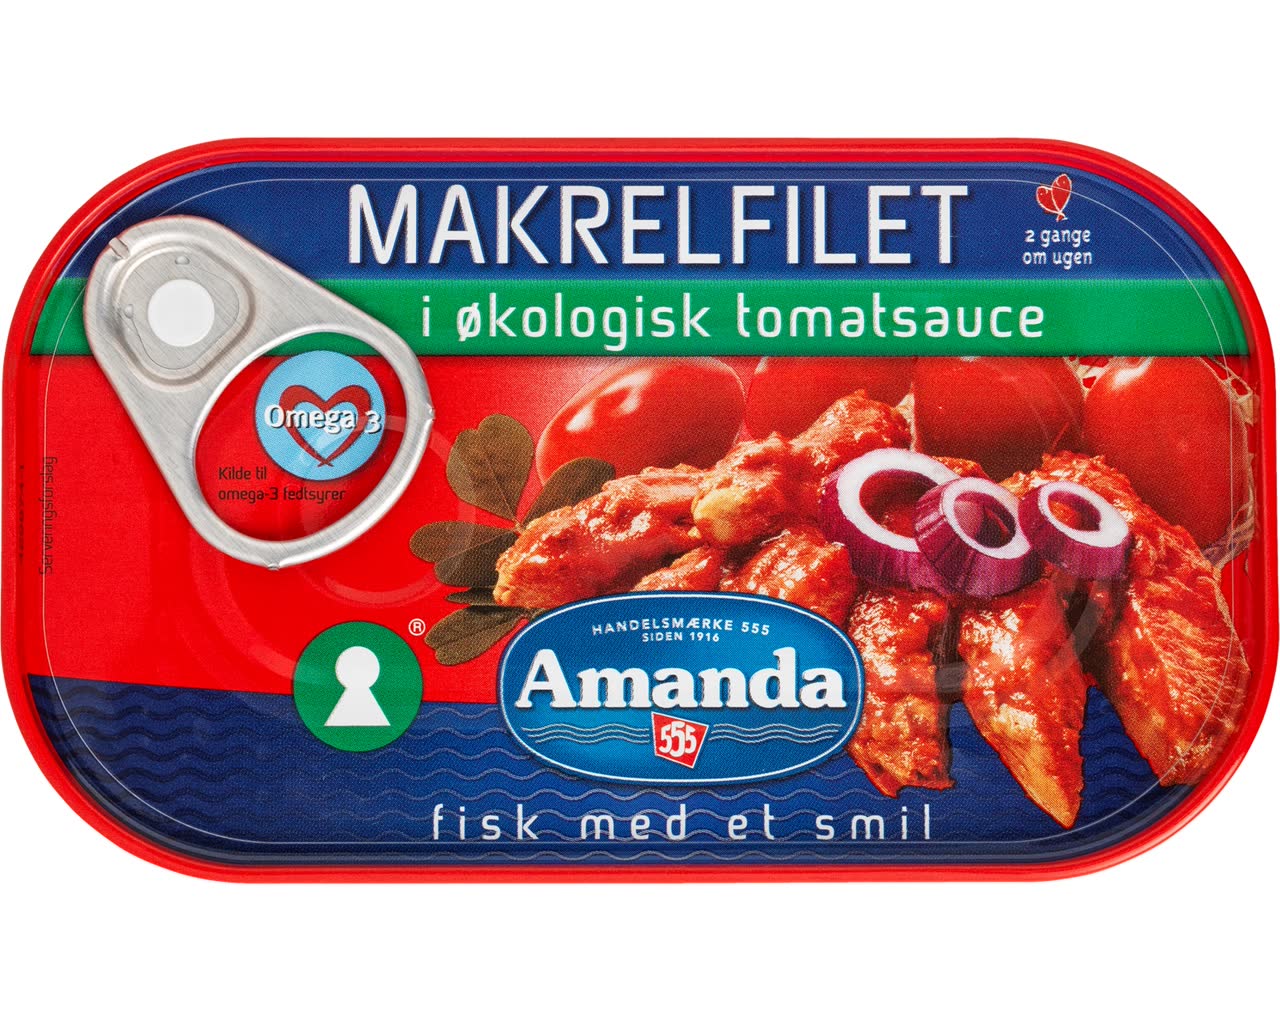 MAKRELFILET
2 gange
om ugen
i økologisk tomatsauce
Omega 3
Kilde til
omega-3 fedtsyrer
Serveringsforslag
®
HANDELSMÆRKE 555
SIDEN 1916
Amanda
555
fisk med et smil